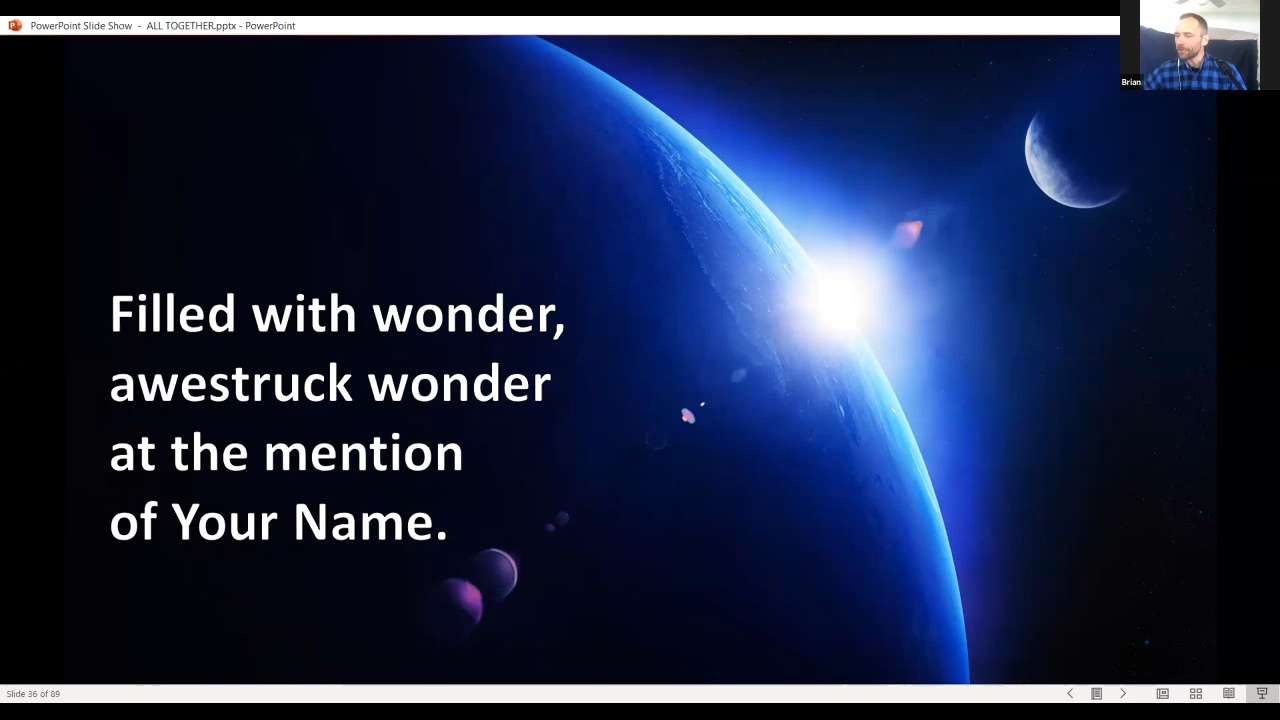 PowerPoint Slide Show - ALL TOGETHER.pptx - PowerPoint
Brian
Filled with wonder,
awestruck wonder
at the mention
of Your Name.
Slide 36 of 89